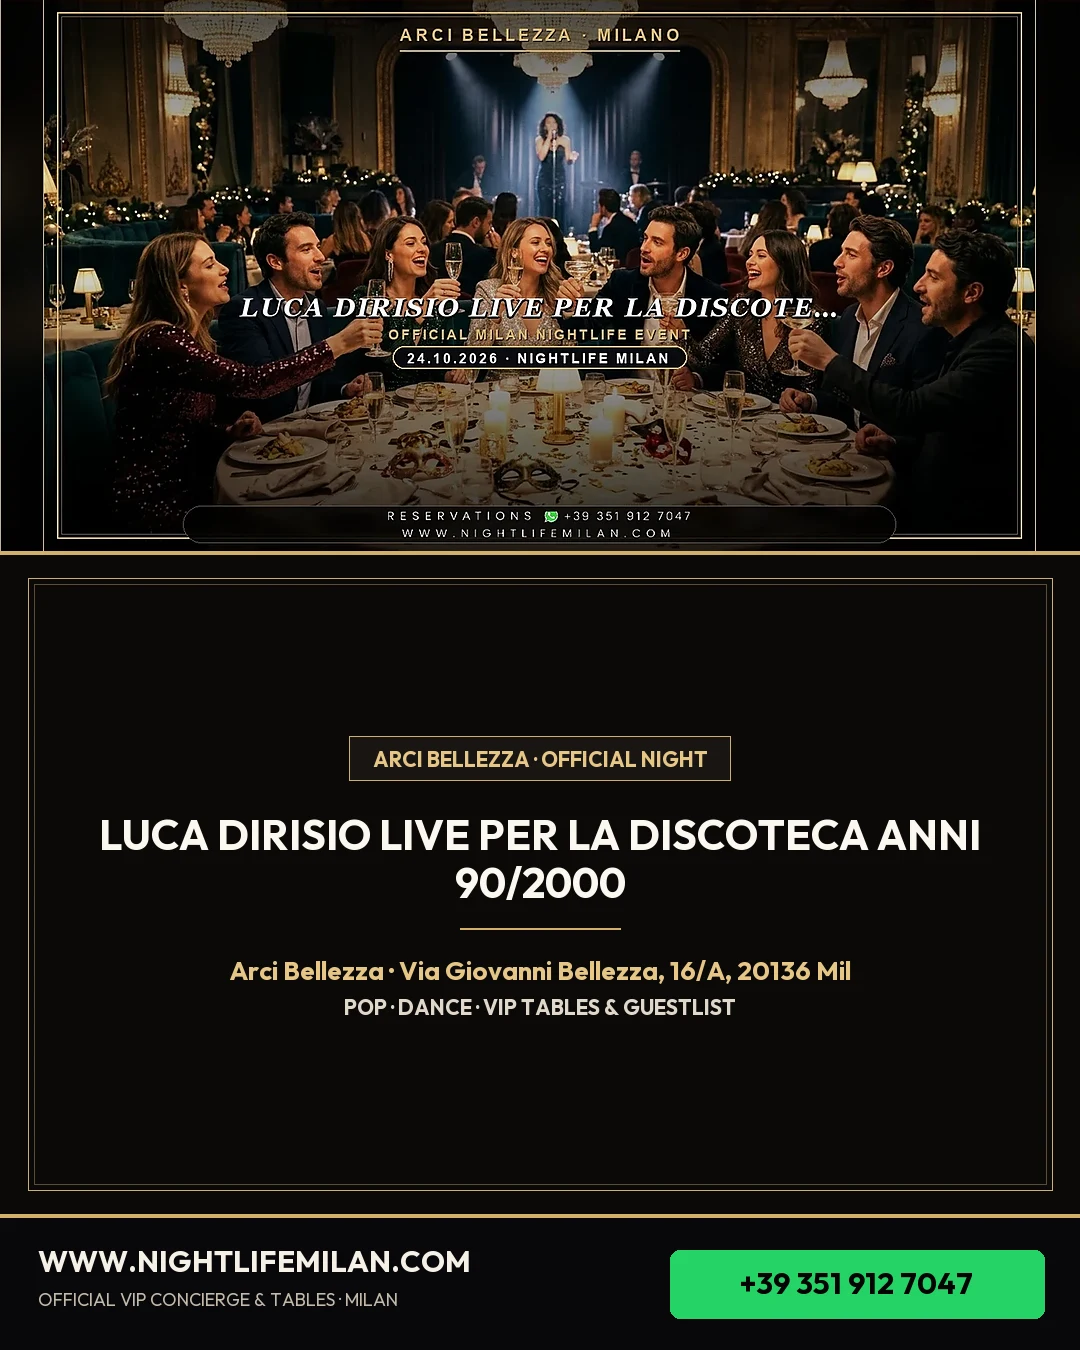 ARCI BELLEZZA · MILANO
LUCA DIRISIO LIVE PER LA DISCOTE...
OFFICIAL MILAN NIGHTLIFE EVENT
24.10.2026 · NIGHTLIFE MILAN
RESERVATIONS +39 351 912 7047
WWW.NIGHTLIFEMILAN.COM
ARCI BELLEZZA · OFFICIAL NIGHT
LUCA DIRISIO LIVE PER LA DISCOTECA ANNI
90/2000
Arci Bellezza · Via Giovanni Bellezza, 16/A, 20136 Mil
POP · DANCE · VIP TABLES & GUESTLIST
WWW.NIGHTLIFEMILAN.COM
OFFICIAL VIP CONCIERGE & TABLES · MILAN
+39 351 912 7047